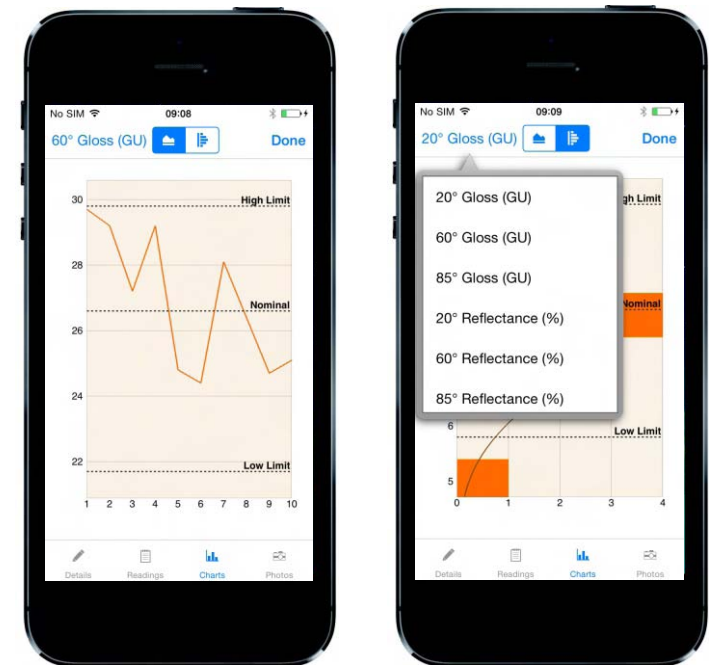 No SIM 09:08
60° Gloss (GU) Done
30
High Limit
28
Nominal
26
24
22
Low Limit
1 2 3 4 5 6 7 8 9 10
Details Readings Charts Photos
No SIM 09:09
20° Gloss (GU) Done
20° Gloss (GU)
60° Gloss (GU)
85° Gloss (GU)
20° Reflectance (%)
60° Reflectance (%)
85° Reflectance (%)
gh Limit
Nominal
6
Low Limit
5
0 1 2 3 4
Details Readings Charts Photos